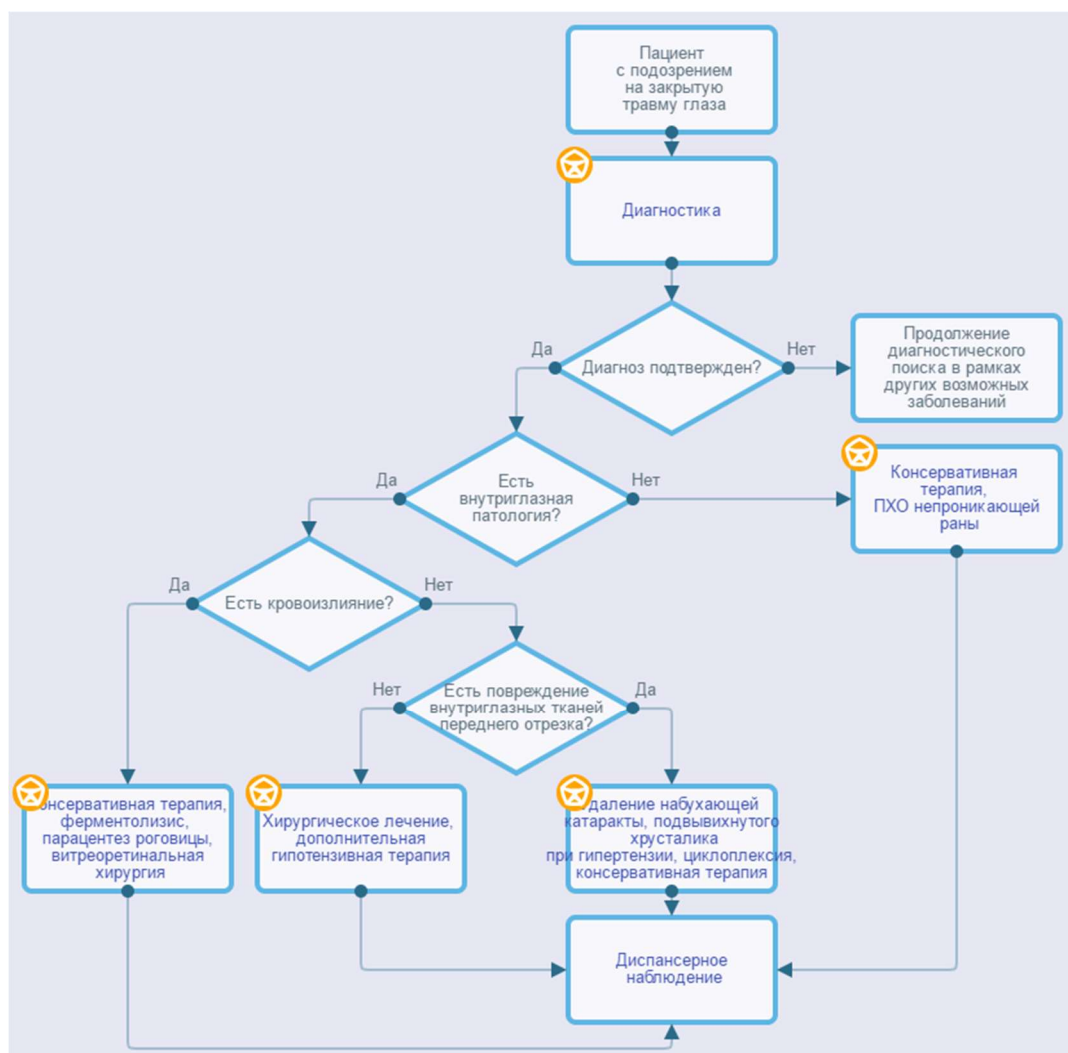 Пациент
с подозрением
на закрытую
травму глаза
Диагностика
Да
Диагноз подтвержден?
Нет
Продолжение
диагностического
поиска в рамках
других возможных
заболеваний
Да
Есть
внутриглазная
патология?
Нет
Консервативная
терапия,
ПХО непроникающей
раны
Да
Есть кровоизлияние?
Нет
Нет
Есть повреждение
внутриглазных тканей
переднего отрезка?
Да
онсервативная терапия,
ферментолизис,
парацентез роговицы,
витреоретинальная
хирургия
Хирургическое лечение,
дополнительная
гипотензивная терапия
даление набухающей
катаракты, подвывихнутого
хрусталика
при гипертензии, циклоплексия,
консервативная терапия
Диспансерное
наблюдение